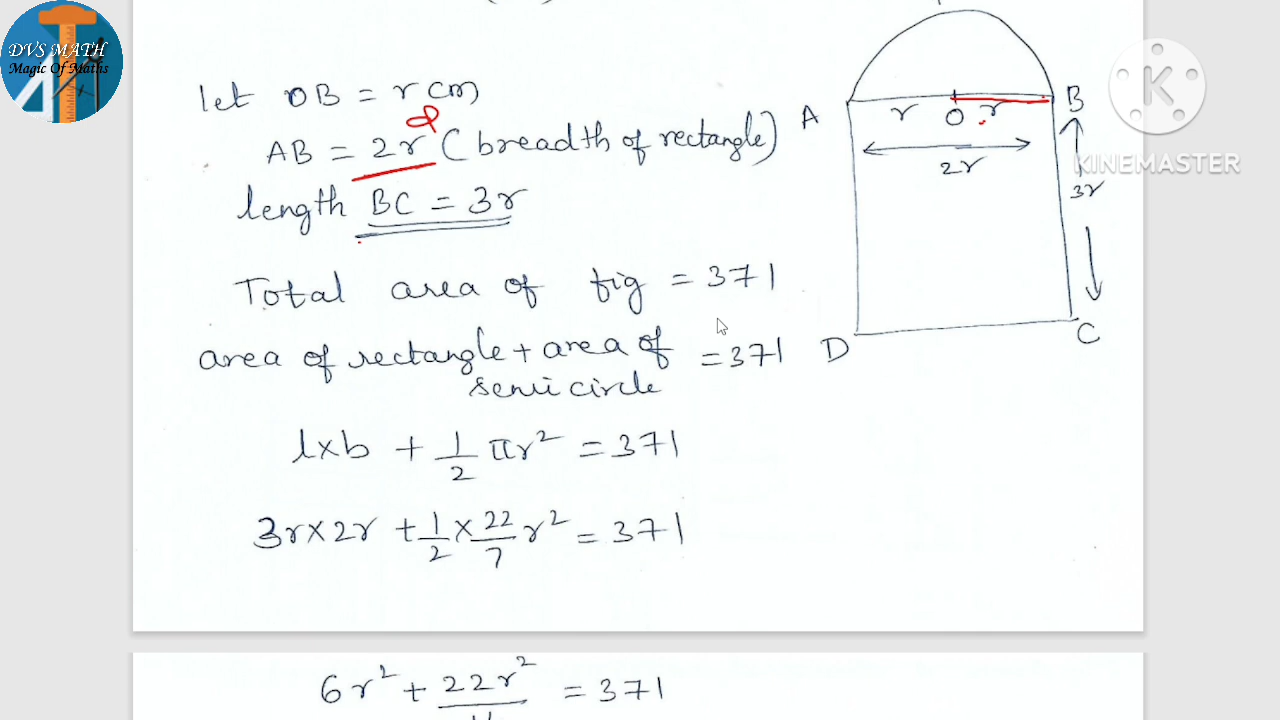 DVS MATH
Magic Of Maths
let OB = r cm
AB = 2r (breadth of rectangle)
length BC = 3r
Total area of fig = 371
area of rectangle + area of = 371
semi circle
l×b + 1/2 πr² = 371
3r×2r + 1/2 × 22/7 r² = 371
6r² + 22r² = 371
A
r
O
r
B
2r
3r
D
C
KINEMASTER
K